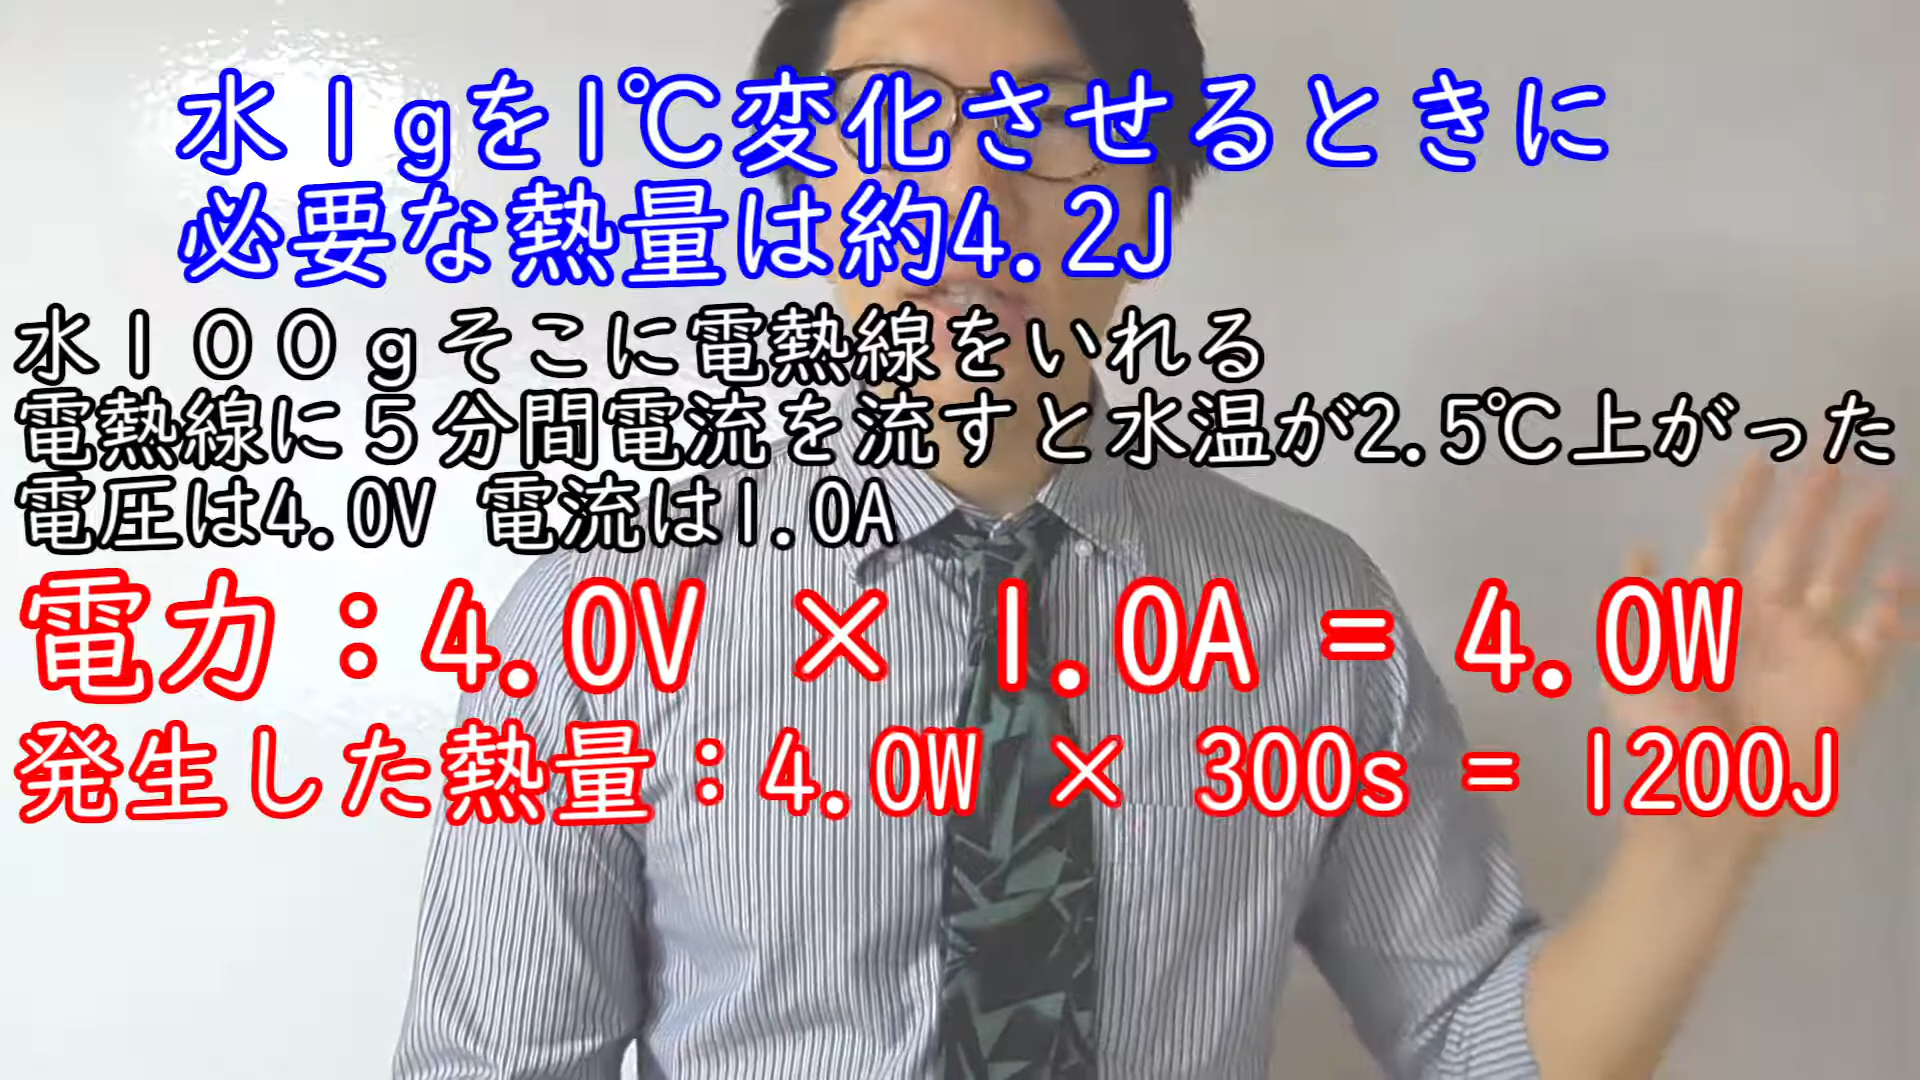 水１gを1℃変化させるときに
必要な熱量は約4.2J
水１００ｇそこに電熱線をいれる
電熱線に５分間電流を流すと水温が2.5℃上がった
電圧は4.0V 電流は1.0A
電力：4.0V × 1.0A = 4.0W
発生した熱量：4.0W × 300s = 1200J